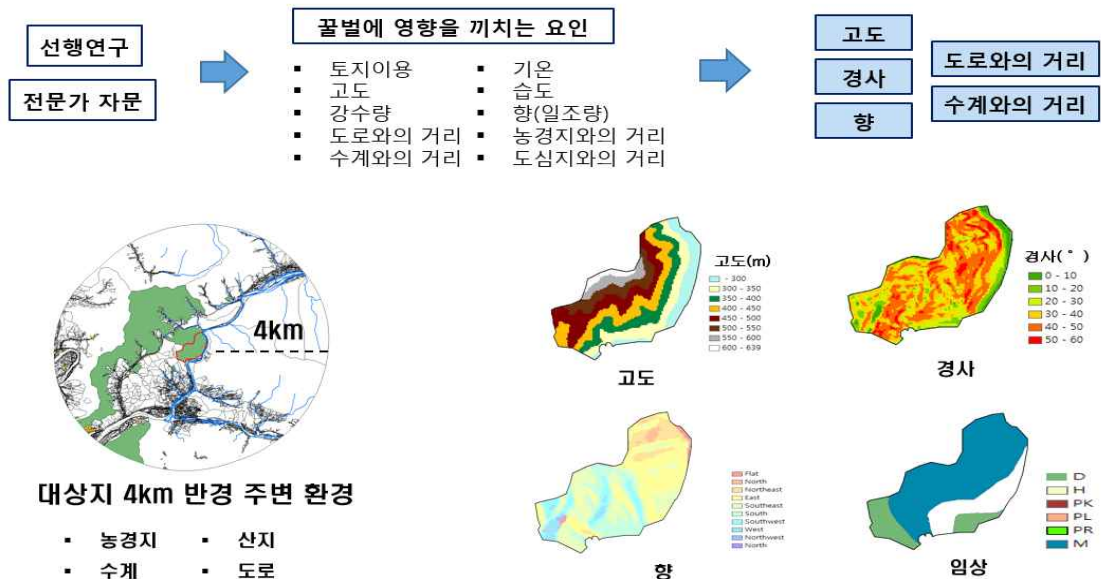 선행연구
전문가 자문
꿀벌에 영향을 끼치는 요인
▪ 토지이용
▪ 고도
▪ 강수량
▪ 도로와의 거리
▪ 수계와의 거리
▪ 기온
▪ 습도
▪ 향(일조량)
▪ 농경지와의 거리
▪ 도심지와의 거리
고도
경사
향
도로와의 거리
수계와의 거리
4km
대상지 4km 반경 주변 환경
▪ 농경지
▪ 수계
▪ 산지
▪ 도로
고도(m)
- 300
300 - 350
350 - 400
400 - 450
450 - 500
500 - 550
550 - 600
600 - 639
고도
경사(°)
0 - 10
10 - 20
20 - 30
30 - 40
40 - 50
50 - 60
경사
Flat
North
Northeast
East
Southeast
South
Southwest
West
Northwest
North
향
D
H
PK
PL
PR
M
임상